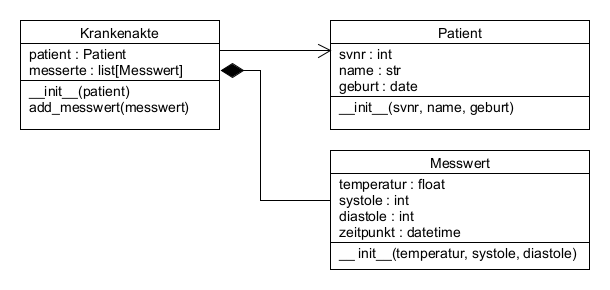 Krankenakte
patient : Patient
messerte : list[Messwert]
__init__(patient)
add_messwert(messwert)
Patient
svnr : int
name : str
geburt : date
__init__(svnr, name, geburt)
Messwert
temperatur : float
systole : int
diastole : int
zeitpunkt : datetime
__ init__(temperatur, systole, diastole)